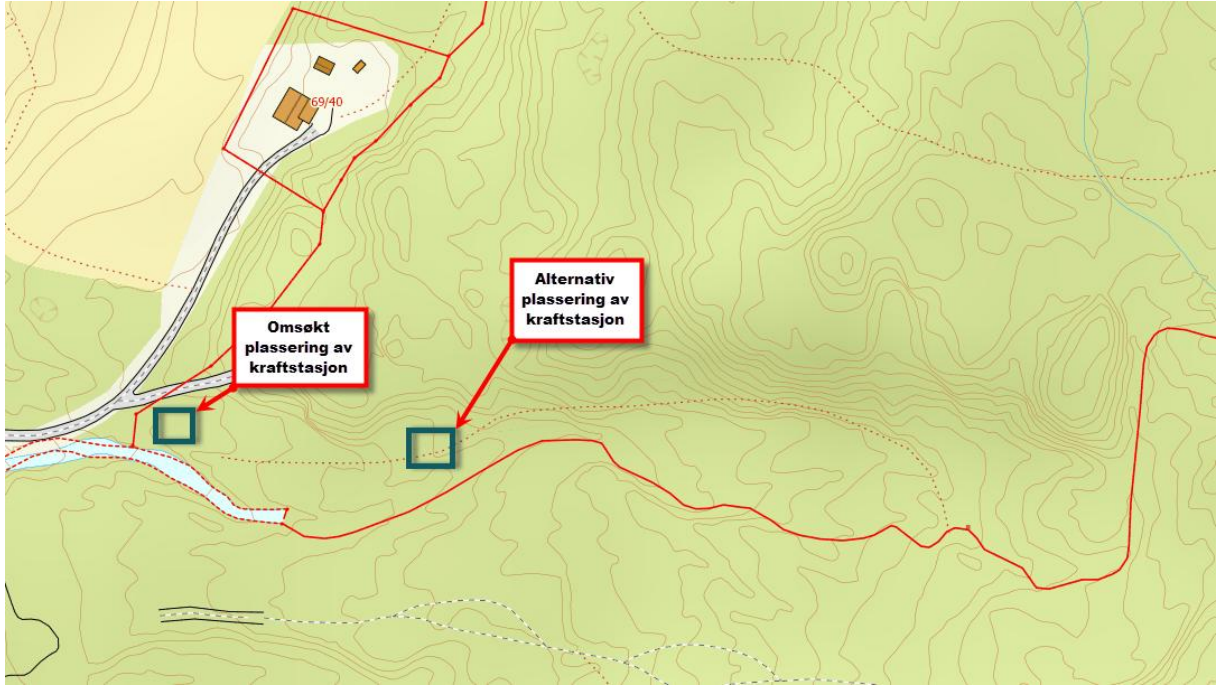 69/40
Omsøkt
plassering av
kraftstasjon
Alternativ
plassering av
kraftstasjon